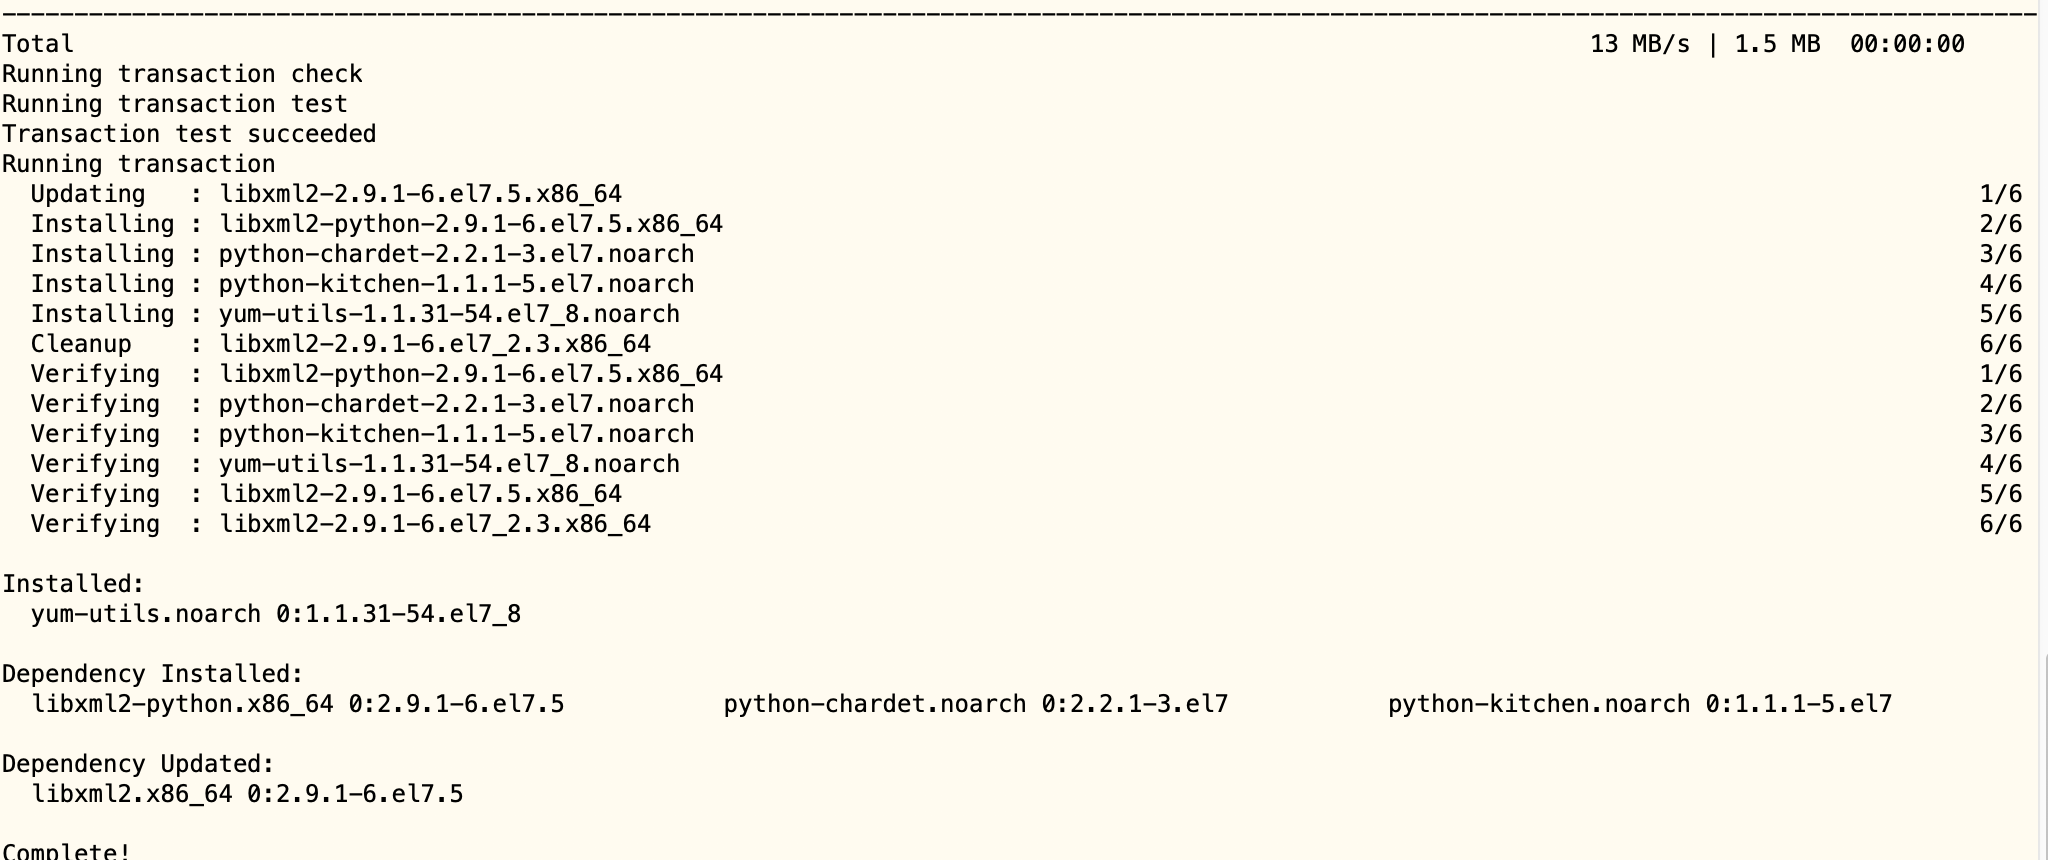 Total 13 MB/s | 1.5 MB 00:00:00
Running transaction check
Running transaction test
Transaction test succeeded
Running transaction
Updating : libxml2-2.9.1-6.el7.5.x86_64 1/6
Installing : libxml2-python-2.9.1-6.el7.5.x86_64 2/6
Installing : python-chardet-2.2.1-3.el7.noarch 3/6
Installing : python-kitchen-1.1.1-5.el7.noarch 4/6
Installing : yum-utils-1.1.31-54.el7_8.noarch 5/6
Cleanup : libxml2-2.9.1-6.el7_2.3.x86_64 6/6
Verifying : libxml2-python-2.9.1-6.el7.5.x86_64 1/6
Verifying : python-chardet-2.2.1-3.el7.noarch 2/6
Verifying : python-kitchen-1.1.1-5.el7.noarch 3/6
Verifying : yum-utils-1.1.31-54.el7_8.noarch 4/6
Verifying : libxml2-2.9.1-6.el7.5.x86_64 5/6
Verifying : libxml2-2.9.1-6.el7_2.3.x86_64 6/6
Installed:
yum-utils.noarch 0:1.1.31-54.el7_8
Dependency Installed:
libxml2-python.x86_64 0:2.9.1-6.el7.5 python-chardet.noarch 0:2.2.1-3.el7 python-kitchen.noarch 0:1.1.1-5.el7
Dependency Updated:
libxml2.x86_64 0:2.9.1-6.el7.5
Complete!